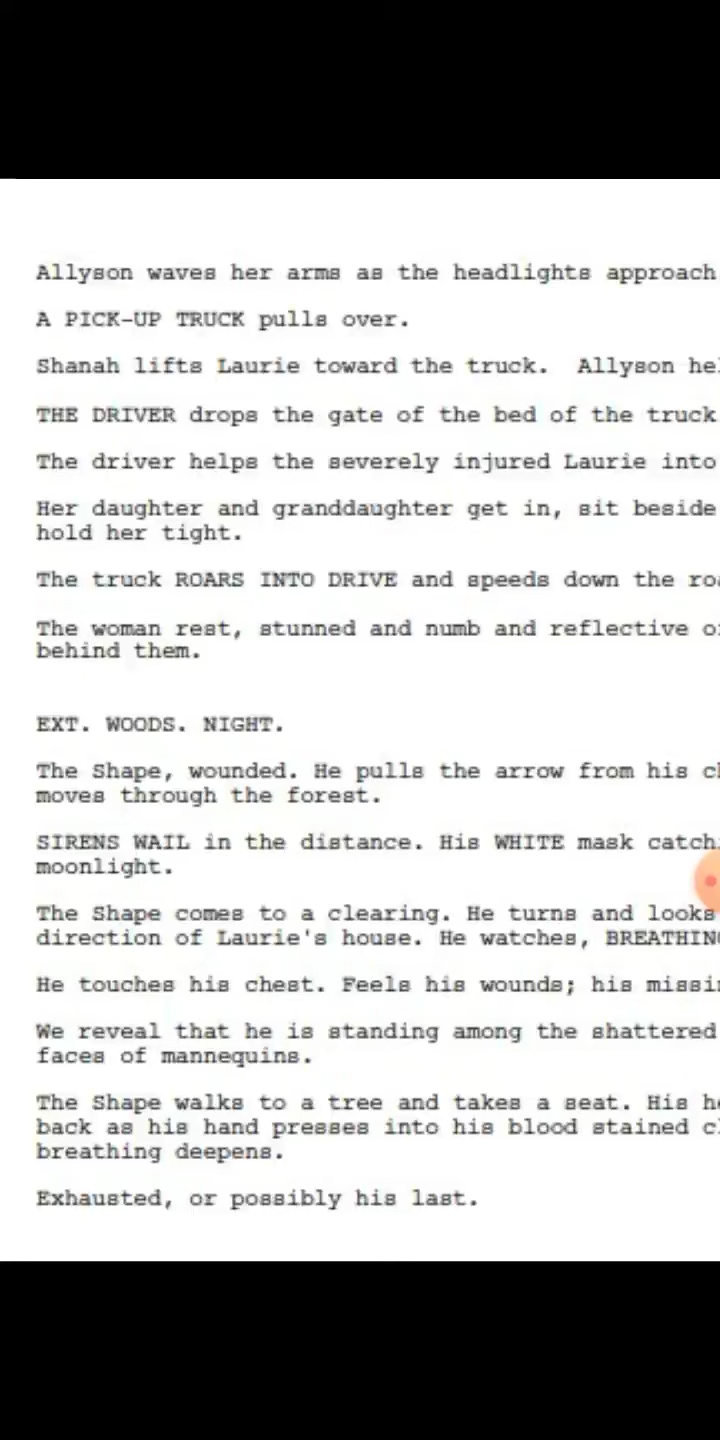 Allyson waves her arms as the headlights approach
A PICK-UP TRUCK pulls over.
Shanah lifts Laurie toward the truck.  Allyson
THE DRIVER drops the gate of the bed of the truck
The driver helps the severely injured Laurie into
Her daughter and granddaughter get in, sit beside
hold her tight.
The truck ROARS INTO DRIVE and speeds down the
The woman rest, stunned and numb and reflective
behind them.
EXT. WOODS. NIGHT.
The Shape, wounded. He pulls the arrow from his
moves through the forest.
SIRENS WAIL in the distance. His WHITE mask
moonlight.
The Shape comes to a clearing. He turns and looks
direction of Laurie's house. He watches,
He touches his chest. Feels his wounds; his
We reveal that he is standing among the shattered
faces of mannequins.
The Shape walks to a tree and takes a seat. His
back as his hand presses into his blood stained
breathing deepens.
Exhausted, or possibly his last.